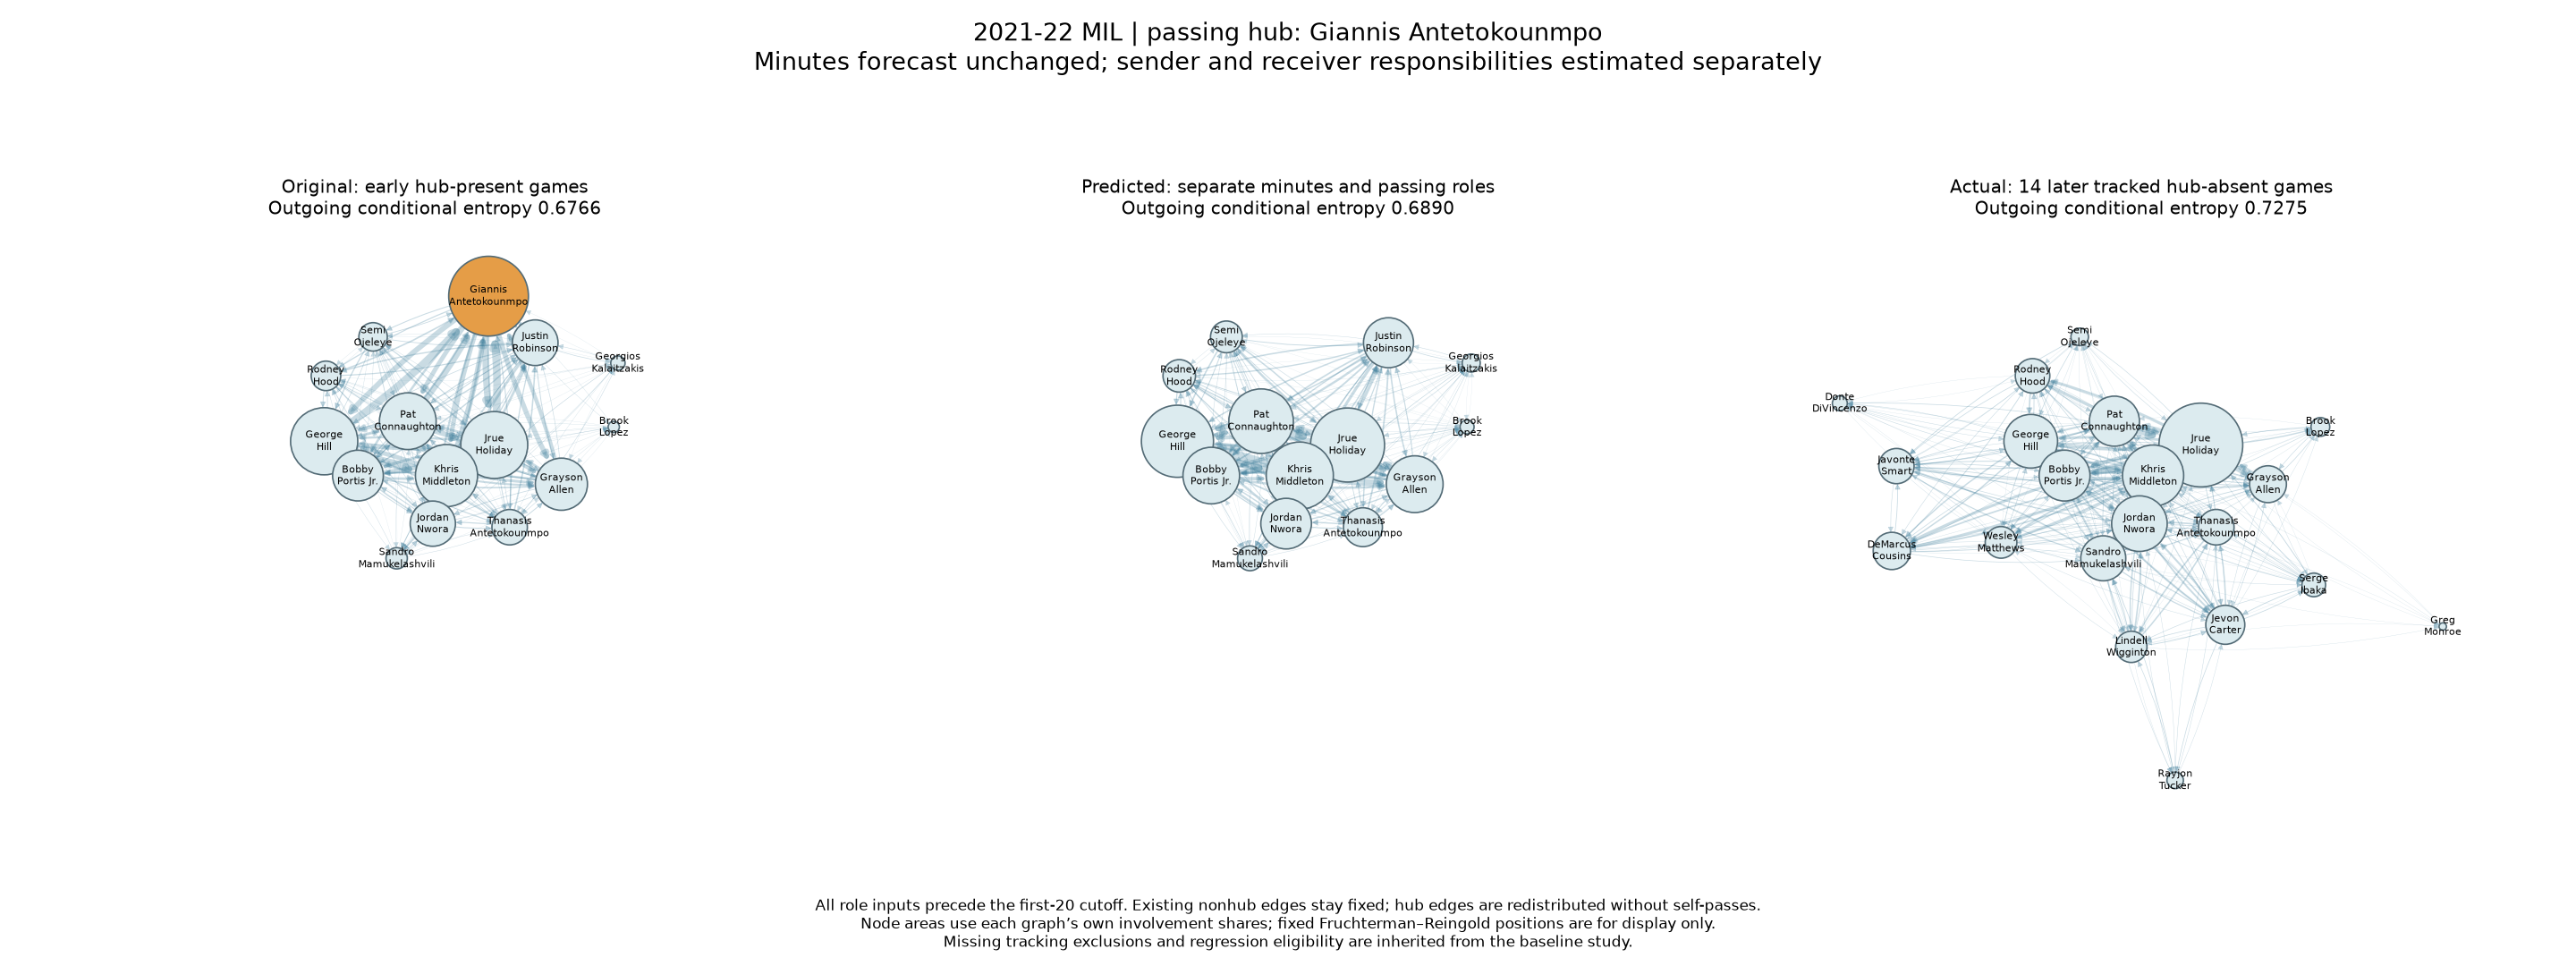 2021-22 MIL | passing hub: Giannis Antetokounmpo
Minutes forecast unchanged; sender and receiver responsibilities estimated separately
Original: early hub-present games
Outgoing conditional entropy 0.6766
Giannis
Antetokounmpo
Semi
Ojeleye
Justin
Robinson
Georgios
Kalaitzakis
Rodney
Hood
Pat
Connaughton
Brook
Lopez
George
Hill
Jrue
Holiday
Bobby
Portis Jr.
Khris
Middleton
Grayson
Allen
Jordan
Nwora
Thanasis
Antetokounmpo
Sandro
Mamukelashvili
Predicted: separate minutes and passing roles
Outgoing conditional entropy 0.6890
Semi
Ojeleye
Justin
Robinson
Georgios
Kalaitzakis
Rodney
Hood
Pat
Connaughton
Brook
Lopez
George
Hill
Jrue
Holiday
Bobby
Portis Jr.
Khris
Middleton
Grayson
Allen
Jordan
Nwora
Thanasis
Antetokounmpo
Sandro
Mamukelashvili
Actual: 14 later tracked hub-absent games
Outgoing conditional entropy 0.7275
Semi
Ojeleye
Rodney
Hood
Donte
DiVincenzo
Pat
Connaughton
Brook
Lopez
George
Hill
Jrue
Holiday
Javonte
Smart
Bobby
Portis Jr.
Khris
Middleton
Grayson
Allen
Jordan
Nwora
Thanasis
Antetokounmpo
DeMarcus
Cousins
Wesley
Matthews
Sandro
Mamukelashvili
Serge
Ibaka
Jevon
Carter
Greg
Monroe
Lindell
Wigginton
Rayjon
Tucker
All role inputs precede the first-20 cutoff. Existing nonhub edges stay fixed; hub edges are redistributed without self-passes.
Node areas use each graph’s own involvement shares; fixed Fruchterman–Reingold positions are for display only.
Missing tracking exclusions and regression eligibility are inherited from the baseline study.